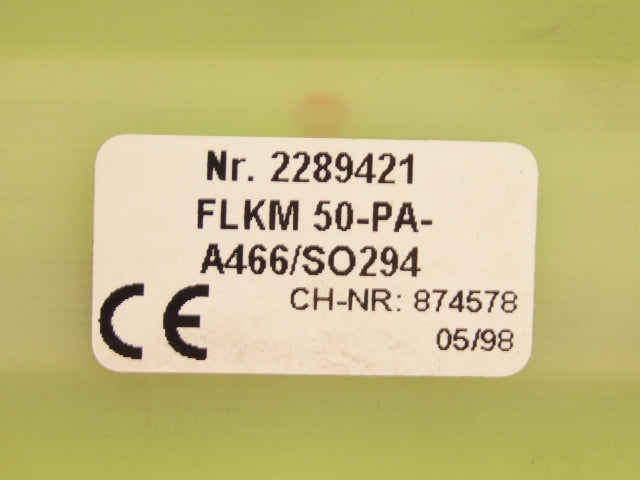 Nr. 2289421
FLKM 50-PA-
A466/SO294
CE CH-NR: 874578
05/98